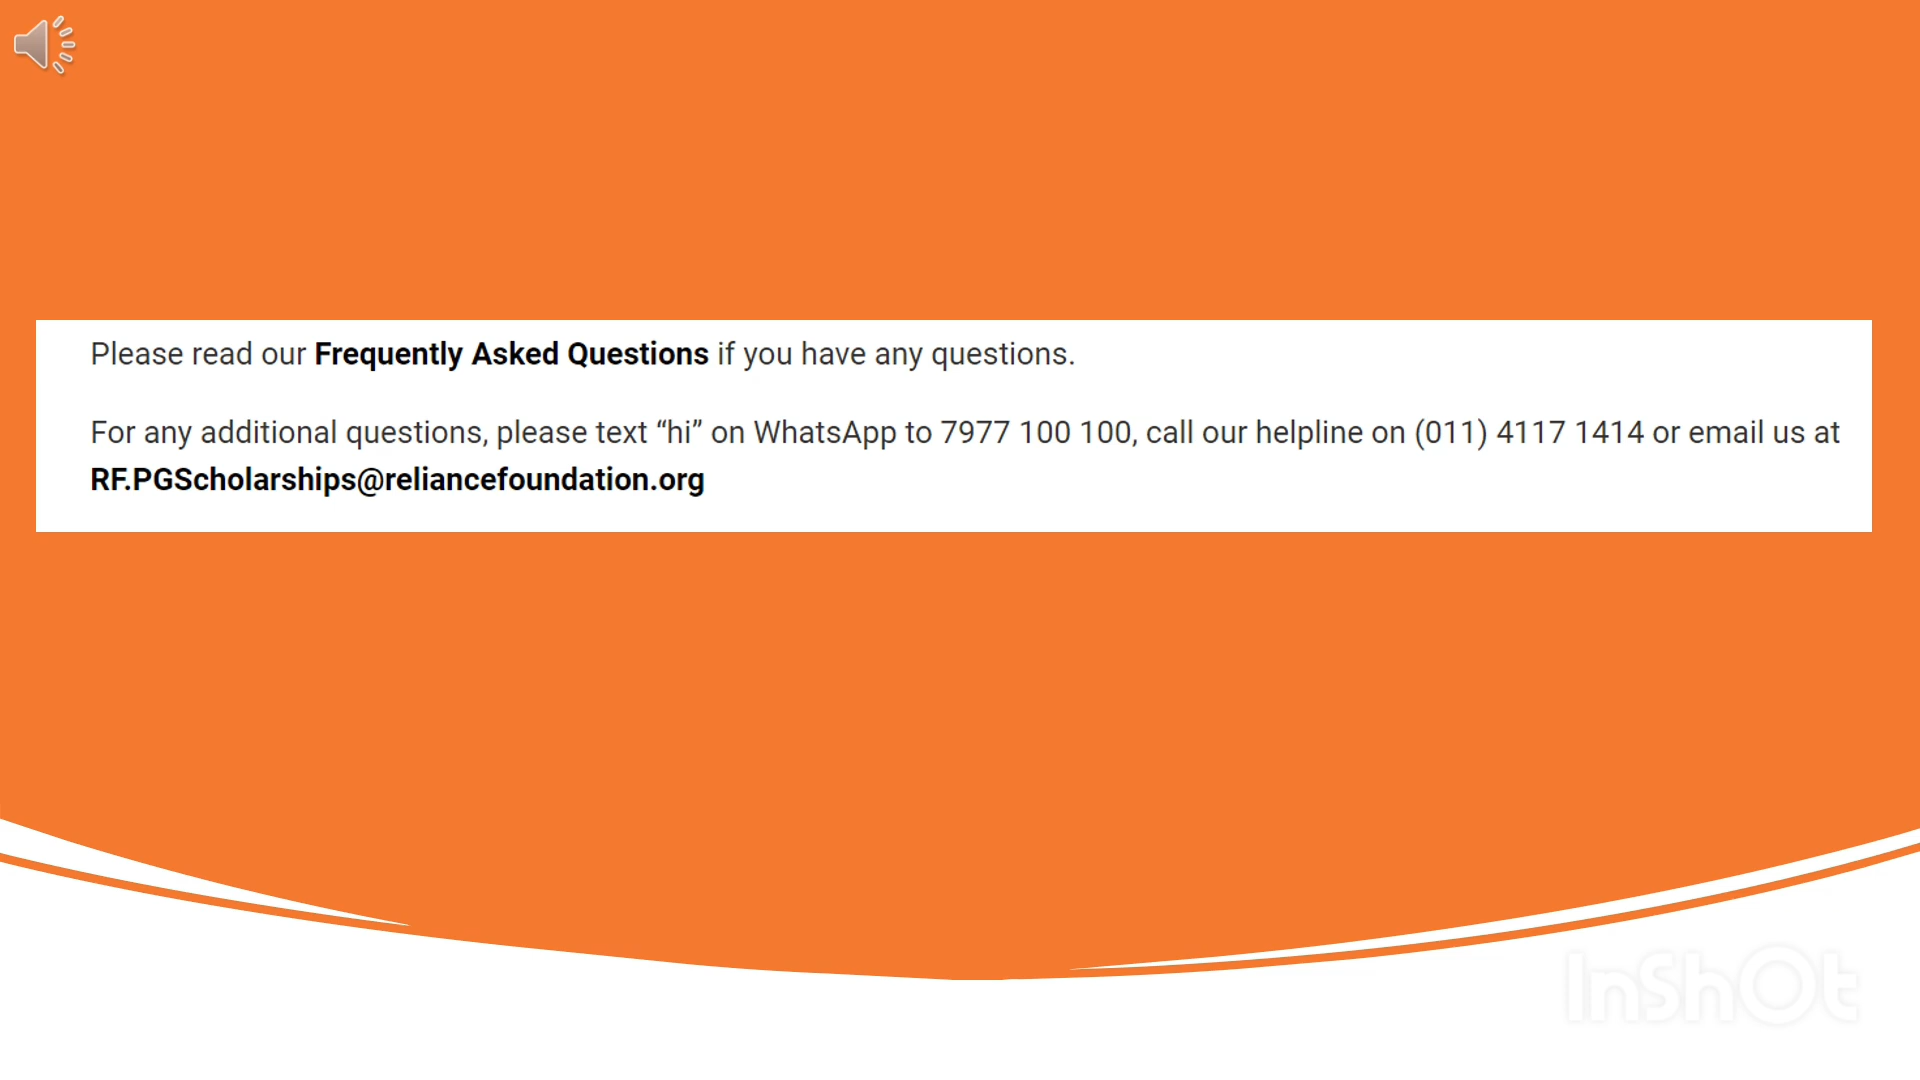 Please read our Frequently Asked Questions if you have any questions.
For any additional questions, please text “hi” on WhatsApp to 7977 100 100, call our helpline on (011) 4117 1414 or email us at
RF.PGScholarships@reliancefoundation.org
InShOt